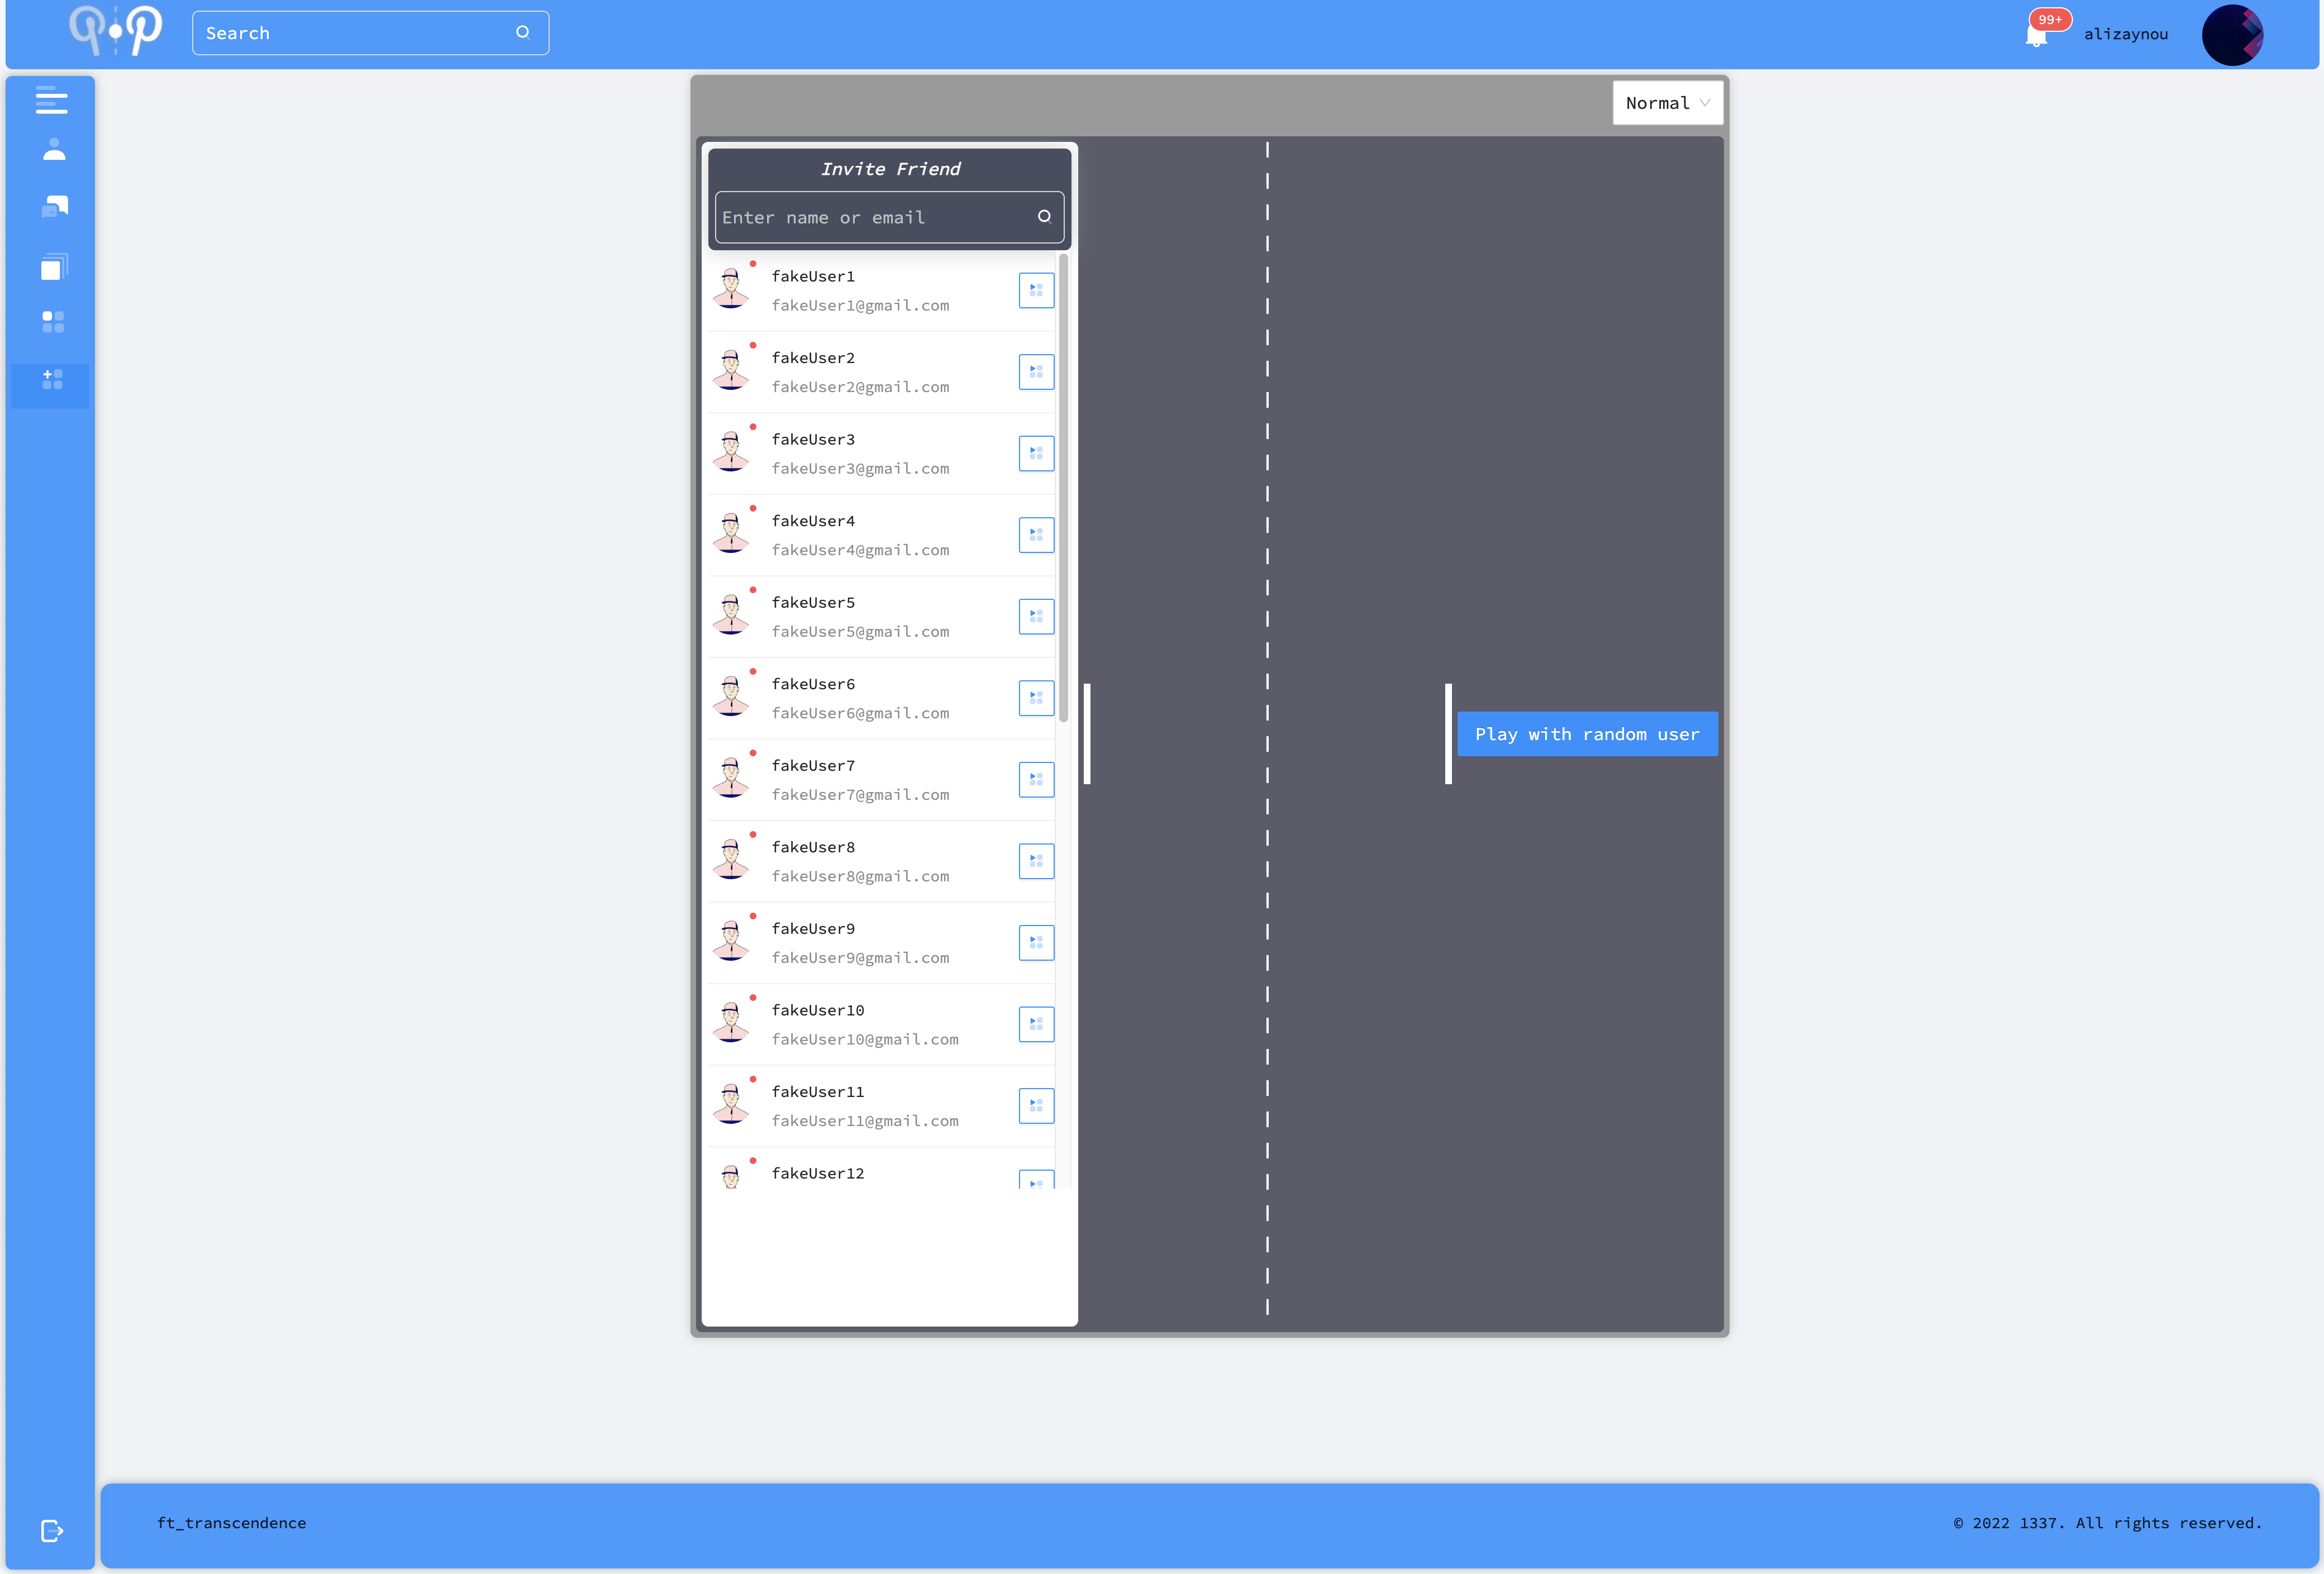 Search
99+
alizaynou
Normal
Invite Friend
Enter name or email
fakeUser1
fakeUser1@gmail.com
fakeUser2
fakeUser2@gmail.com
fakeUser3
fakeUser3@gmail.com
fakeUser4
fakeUser4@gmail.com
fakeUser5
fakeUser5@gmail.com
fakeUser6
fakeUser6@gmail.com
fakeUser7
fakeUser7@gmail.com
fakeUser8
fakeUser8@gmail.com
fakeUser9
fakeUser9@gmail.com
fakeUser10
fakeUser10@gmail.com
fakeUser11
fakeUser11@gmail.com
fakeUser12
Play with random user
ft_transcendence
© 2022 1337. All rights reserved.